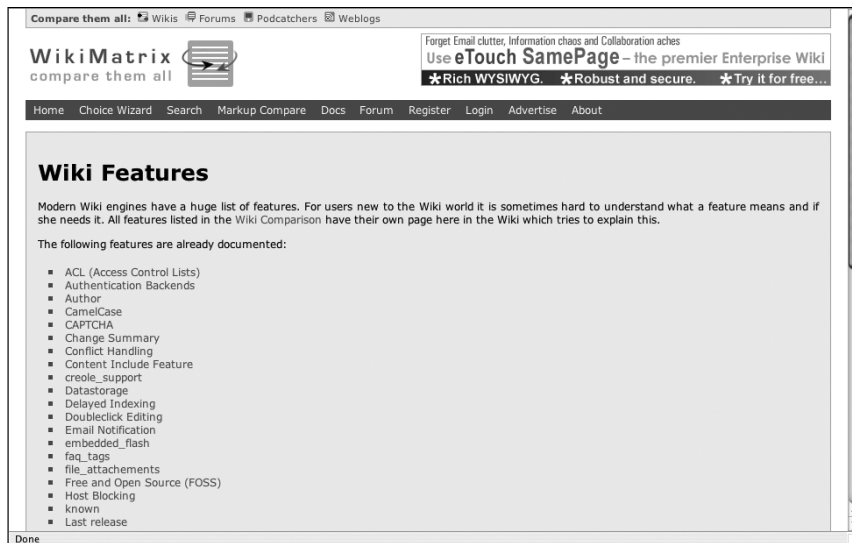 Compare them all: Wikis Forums Podcatchers Weblogs
WikiMatrix
compare them all
Forget Email clutter, Information chaos and Collaboration aches
Use eTouch SamePage – the premier Enterprise Wiki
*Rich WYSIWYG. *Robust and secure. *Try it for free...
Home Choice Wizard Search Markup Compare Docs Forum Register Login Advertise About
Wiki Features
Modern Wiki engines have a huge list of features. For users new to the Wiki world it is sometimes hard to understand what a feature means and if
she needs it. All features listed in the Wiki Comparison have their own page here in the Wiki which tries to explain this.
The following features are already documented:
ACL (Access Control Lists)
Authentication Backends
Author
CamelCase
CAPTCHA
Change Summary
Conflict Handling
Content Include Feature
creole_support
Datastorage
Delayed Indexing
Doubleclick Editing
Email Notification
embedded_flash
faq_tags
file_attachements
Free and Open Source (FOSS)
Host Blocking
known
Last release
Done